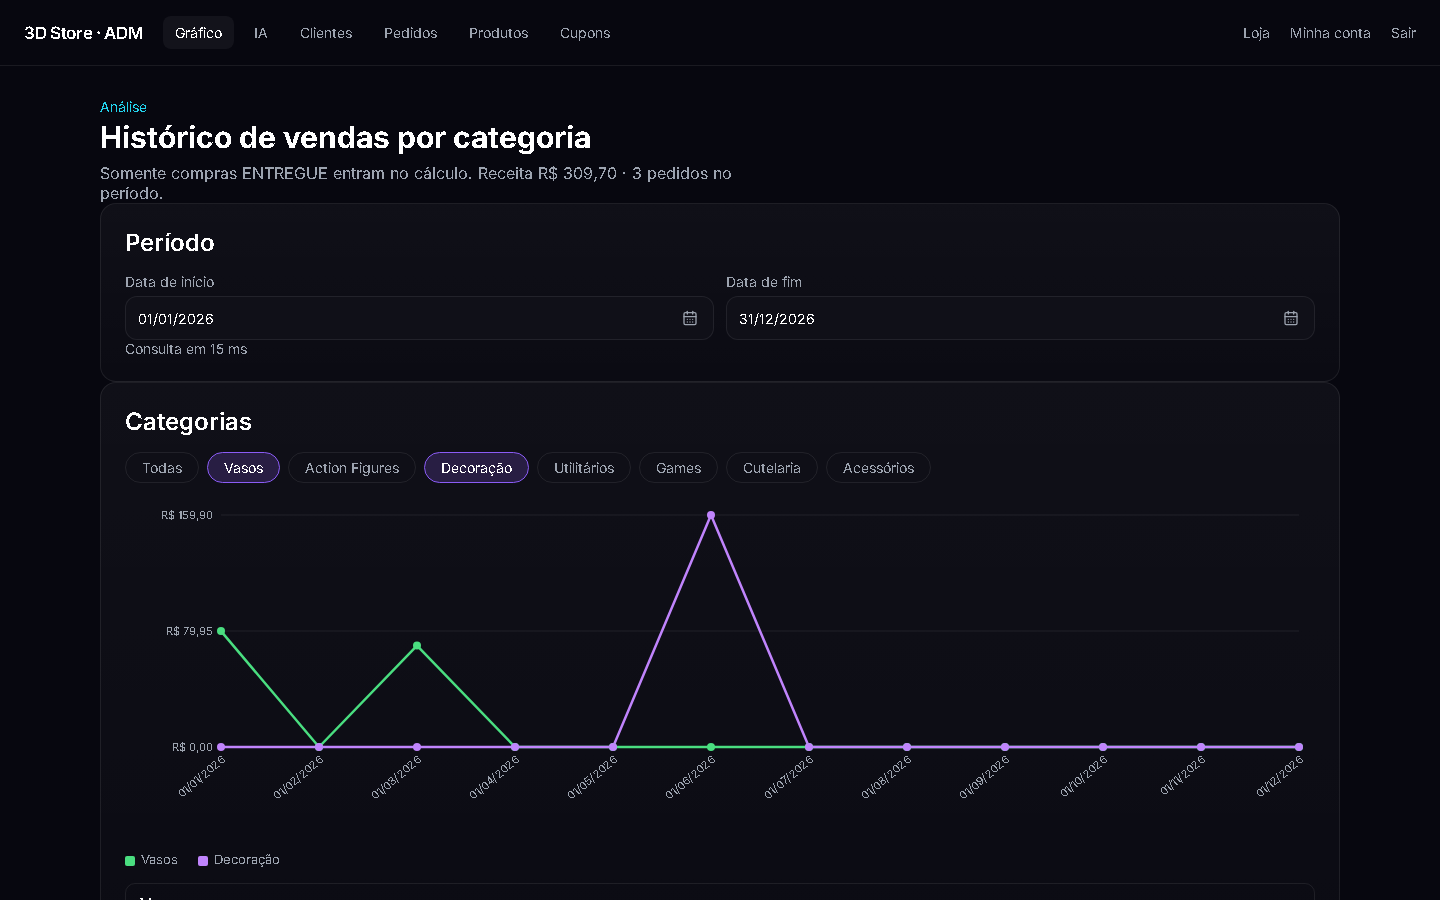 3D Store · ADM
Gráfico
IA
Clientes
Pedidos
Produtos
Cupons
Loja
Minha conta
Sair
Análise
Histórico de vendas por categoria
Somente compras ENTREGUE entram no cálculo. Receita R$ 309,70 · 3 pedidos no
período.
Período
Data de início
Data de fim
01/01/2026
31/12/2026
Consulta em 15 ms
Categorias
Todas
Vasos
Action Figures
Decoração
Utilitários
Games
Cutelaria
Acessórios
R$ 159,90
R$ 79,95
R$ 0,00
01/01/2026
01/02/2026
01/03/2026
01/04/2026
01/05/2026
01/06/2026
01/07/2026
01/08/2026
01/09/2026
01/10/2026
01/11/2026
01/12/2026
Vasos
Decoração